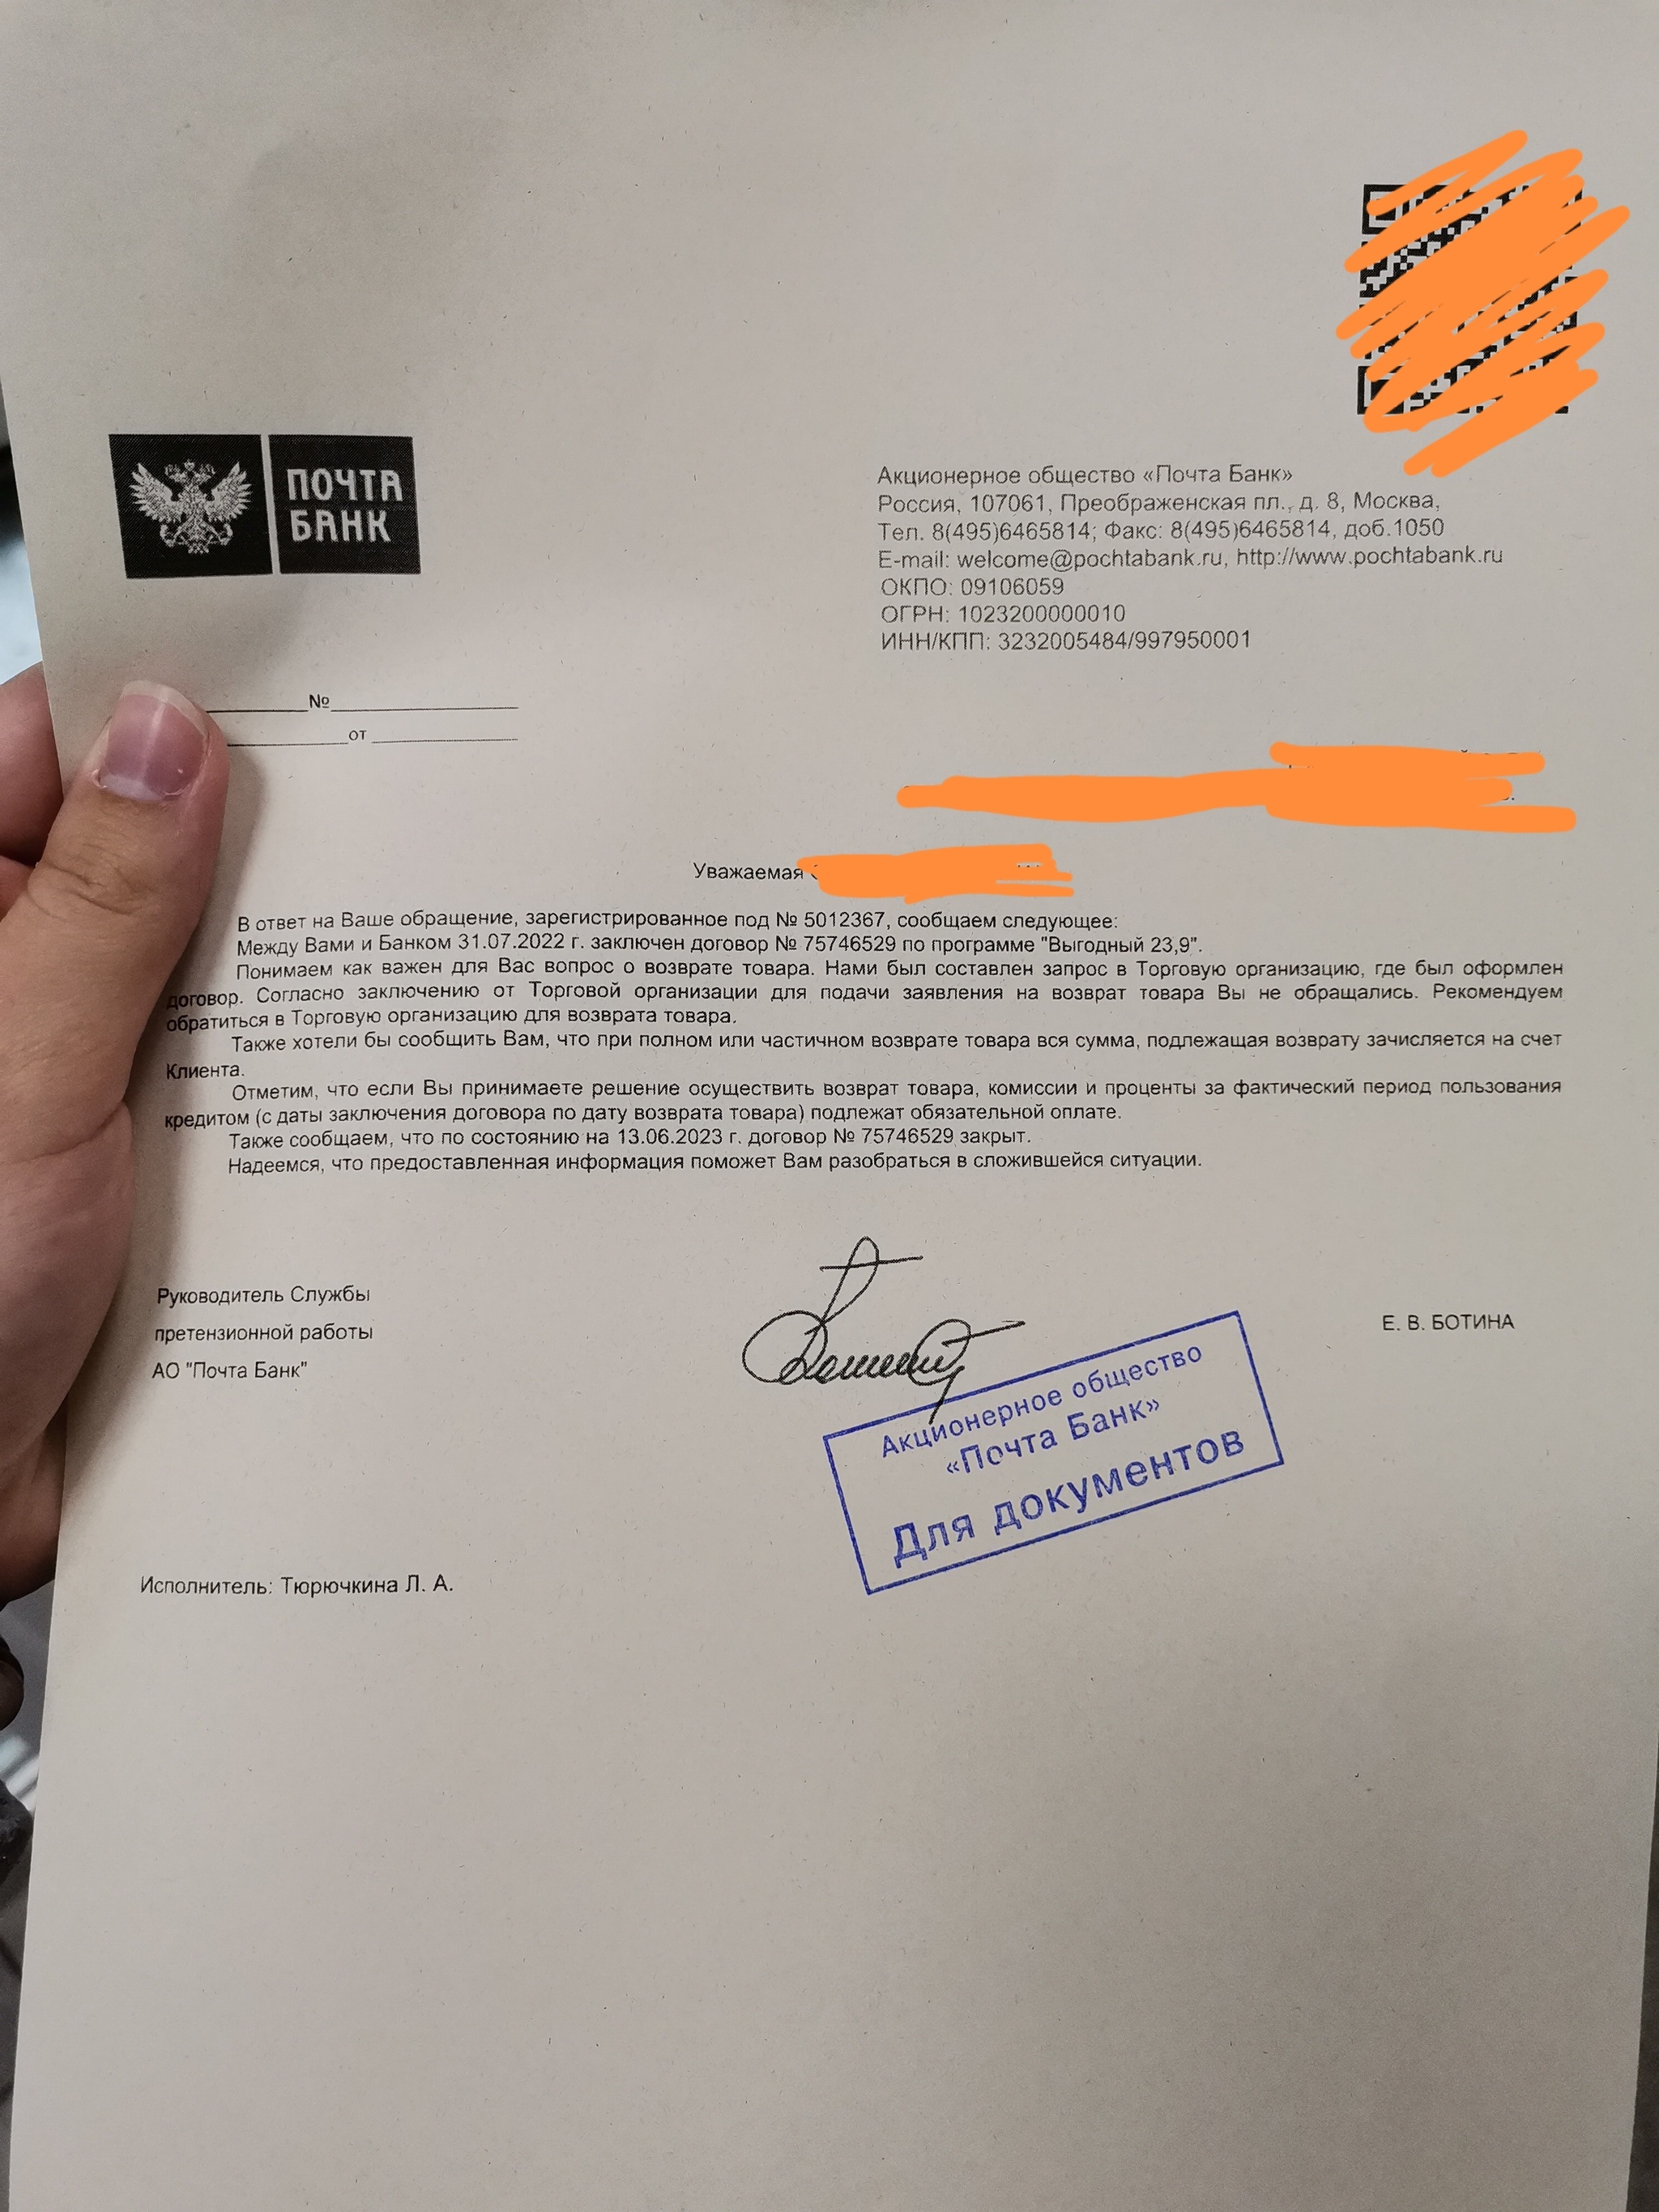 ПОЧТА
БАНК
Акционерное общество «Почта Банк»
Россия, 107061, Преображенская пл., д. 8, Москва,
Тел. 8(495)6465814; Факс: 8(495)6465814, доб.1050
E-mail: welcome@pochtabank.ru, http://www.pochtabank.ru
ОКПО: 09106059
ОГРН: 1023200000010
ИНН/КПП: 3232005484/997950001
№
от
Уважаемая
В ответ на Ваше обращение, зарегистрированное под № 5012367, сообщаем следующее:
Между Вами и Банком 31.07.2022 г. заключен договор № 75746529 по программе "Выгодный 23,9".
Понимаем как важен для Вас вопрос о возврате товара. Нами был составлен запрос в Торговую организацию, где был оформлен
договор. Согласно заключению от Торговой организации для подачи заявления на возврат товара Вы не обращались. Рекомендуем
обратиться в Торговую организацию для возврата товара.
Также хотели бы сообщить Вам, что при полном или частичном возврате товара вся сумма, подлежащая возврату зачисляется на счет
Клиента.
Отметим, что если Вы принимаете решение осуществить возврат товара, комиссии и проценты за фактический период пользования
кредитом (с даты заключения договора по дату возврата товара) подлежат обязательной оплате.
Также сообщаем, что по состоянию на 13.06.2023 г. договор № 75746529 закрыт.
Надеемся, что предоставленная информация поможет Вам разобраться в сложившейся ситуации.
Руководитель Службы
претензионной работы
АО "Почта Банк"
Е. В. БОТИНА
Акционерное общество
«Почта Банк»
Для документов
Исполнитель: Тюрючкина Л. А.